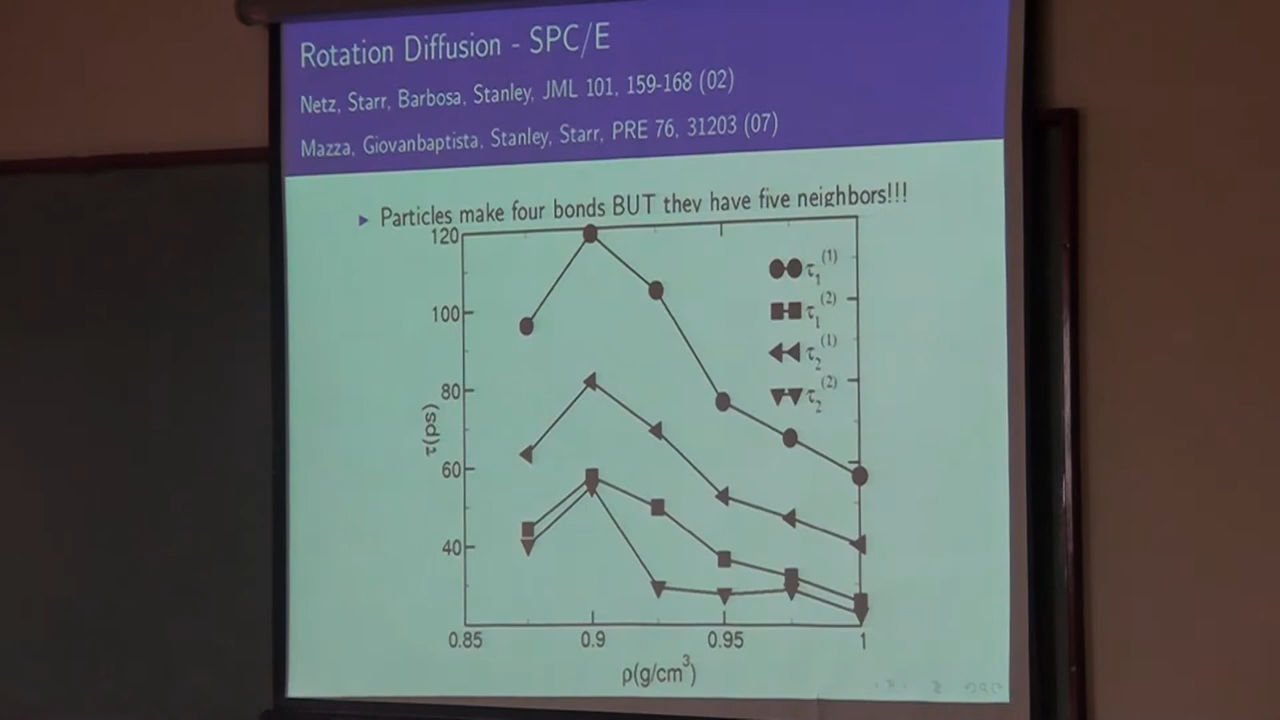 Rotation Diffusion - SPC/E
Netz, Starr, Barbosa, Stanley, JML 101, 159-168 (02)
Mazza, Giovanbaptista, Stanley, Starr, PRE 76, 31203 (07)
▸ Particles make four bonds BUT they have five neighbors!!!
120
100
80
60
40
τ(ps)
τ₁⁽¹⁾
τ₁⁽²⁾
τ₂⁽¹⁾
τ₂⁽²⁾
0.85 0.9 0.95 1
ρ(g/cm³)